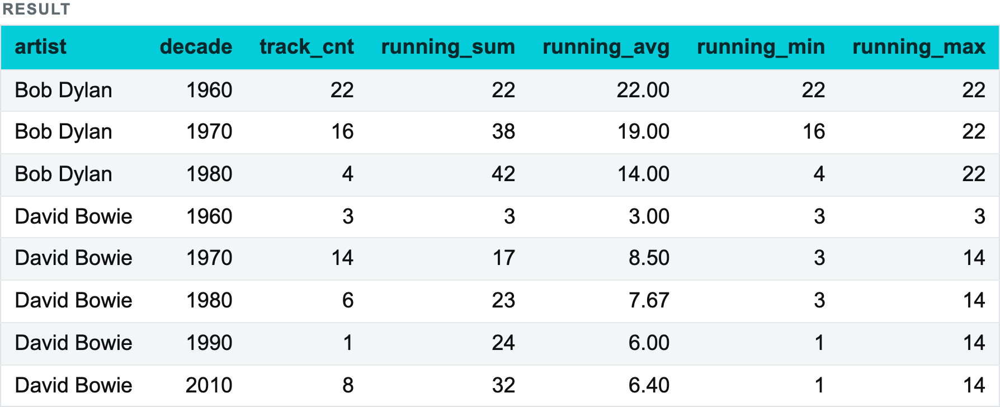 RESULT
artist decade track_cnt running_sum running_avg running_min running_max
Bob Dylan 1960 22 22 22.00 22 22
Bob Dylan 1970 16 38 19.00 16 22
Bob Dylan 1980 4 42 14.00 4 22
David Bowie 1960 3 3 3.00 3 3
David Bowie 1970 14 17 8.50 3 14
David Bowie 1980 6 23 7.67 3 14
David Bowie 1990 1 24 6.00 1 14
David Bowie 2010 8 32 6.40 1 14